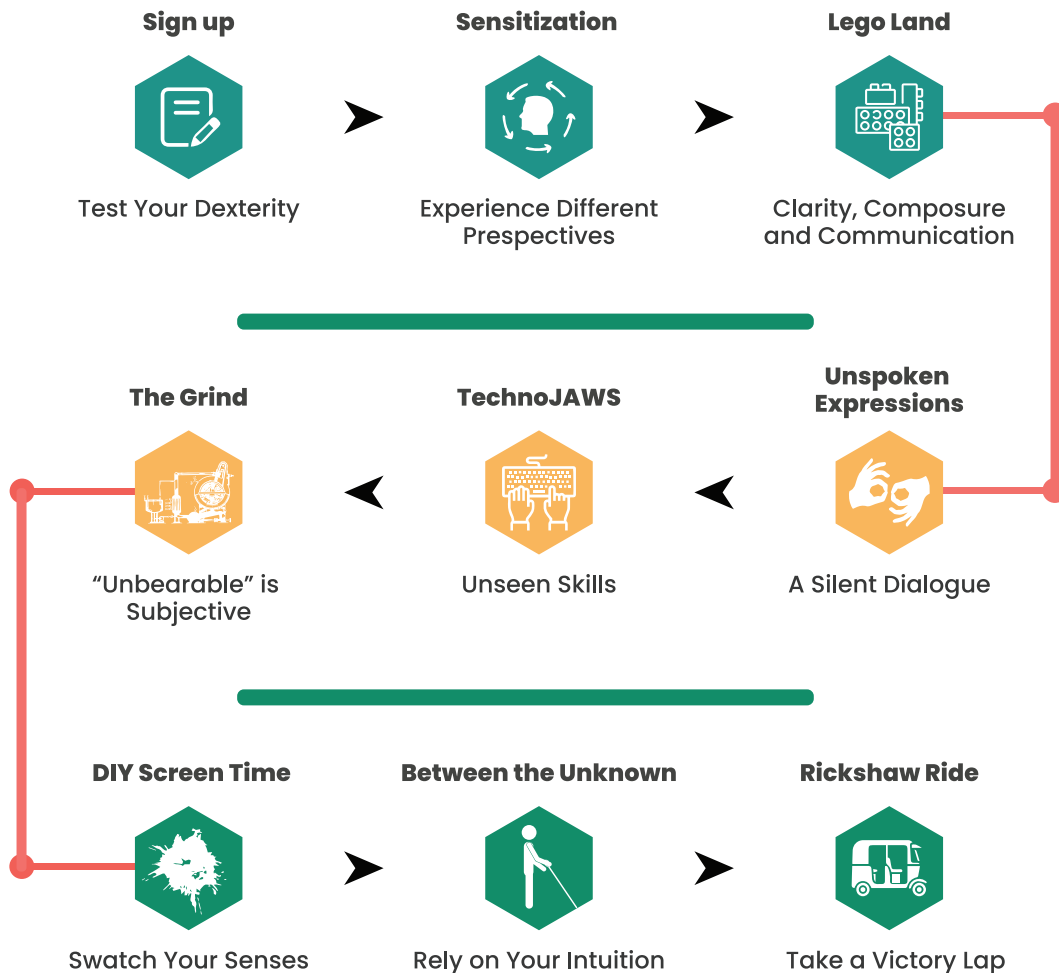 Sign up
Test Your Dexterity
Sensitization
Experience Different
Prespectives
Lego Land
Clarity, Composure
and Communication
Unspoken
Expressions
A Silent Dialogue
TechnoJAWS
Unseen Skills
The Grind
“Unbearable” is
Subjective
DIY Screen Time
Swatch Your Senses
Between the Unknown
Rely on Your Intuition
Rickshaw Ride
Take a Victory Lap